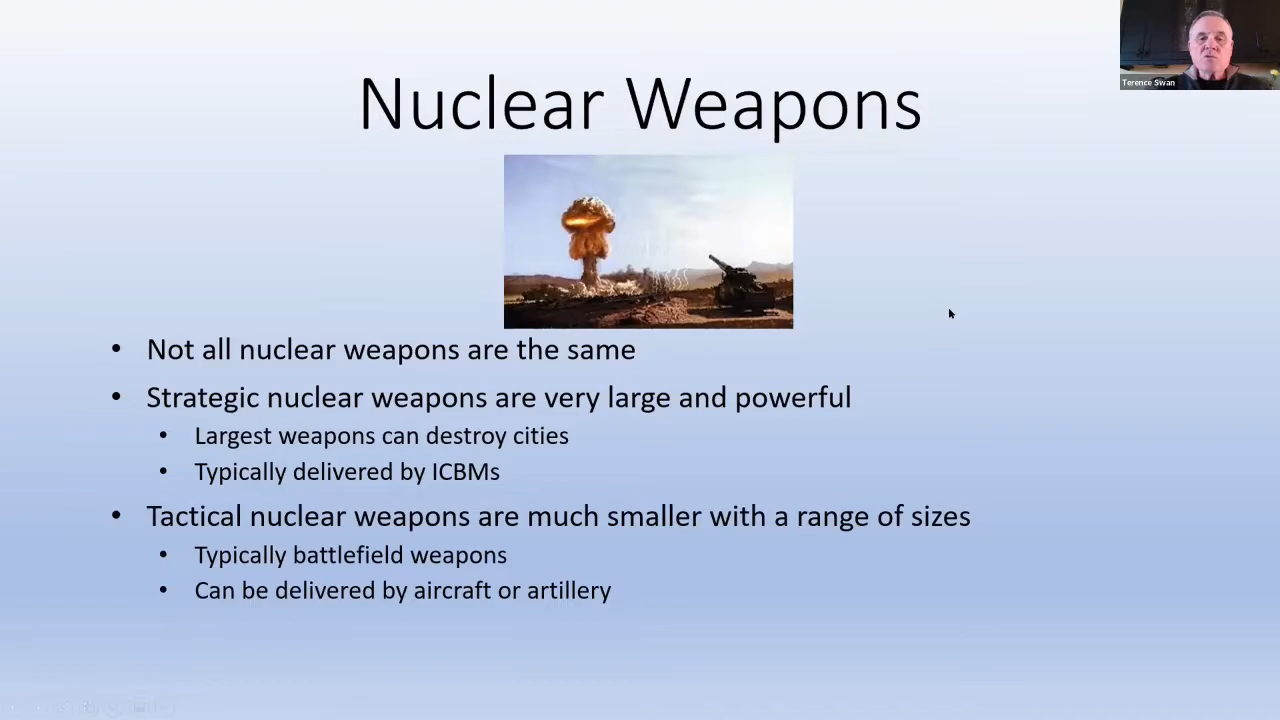 Terence Swan
Nuclear Weapons
• Not all nuclear weapons are the same
• Strategic nuclear weapons are very large and powerful
• Largest weapons can destroy cities
• Typically delivered by ICBMs
• Tactical nuclear weapons are much smaller with a range of sizes
• Typically battlefield weapons
• Can be delivered by aircraft or artillery